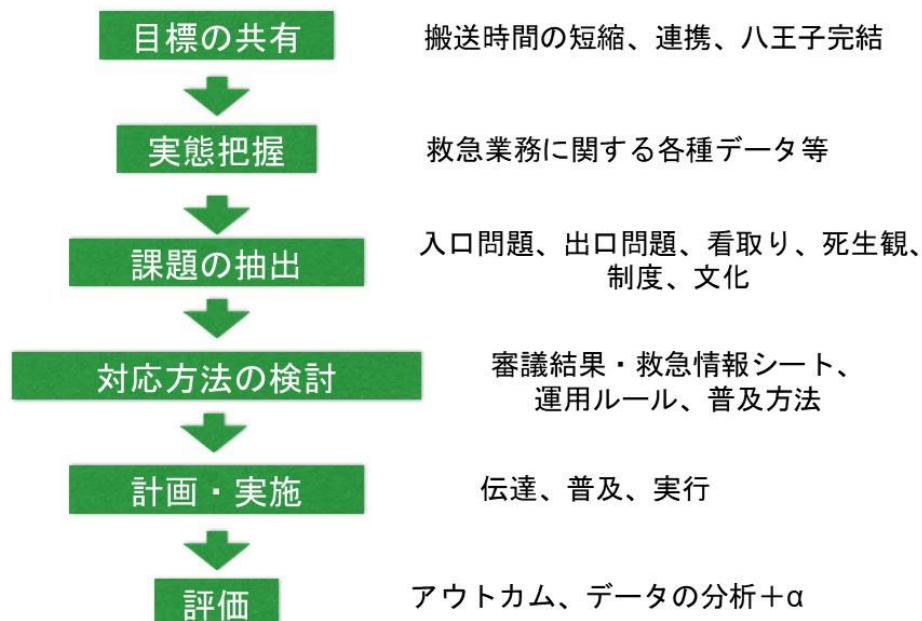 目標の共有
搬送時間の短縮、連携、八王子完結
実態把握
救急業務に関する各種データ等
課題の抽出
入口問題、出口問題、看取り、死生観、
制度、文化
対応方法の検討
審議結果・救急情報シート、
運用ルール、普及方法
計画・実施
伝達、普及、実行
評価
アウトカム、データの分析＋α